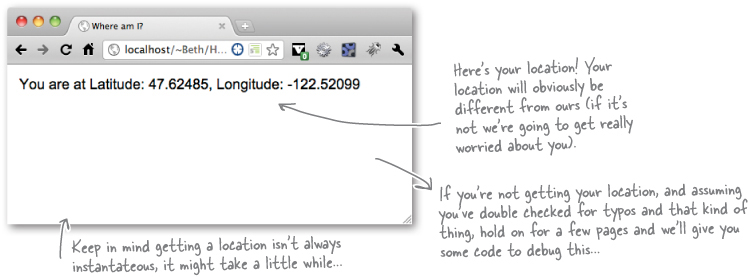 Where am I?
localhost/~Beth/H...
0
You are at Latitude: 47.62485, Longitude: -122.52099
Here's your location! Your
location will obviously be
different from ours (if it's
not we're going to get really
worried about you).
If you're not getting your location, and assuming
you've double checked for typos and that kind of
thing, hold on for a few pages and we'll give you
some code to debug this...
Keep in mind getting a location isn't always
instantateous, it might take a little while...